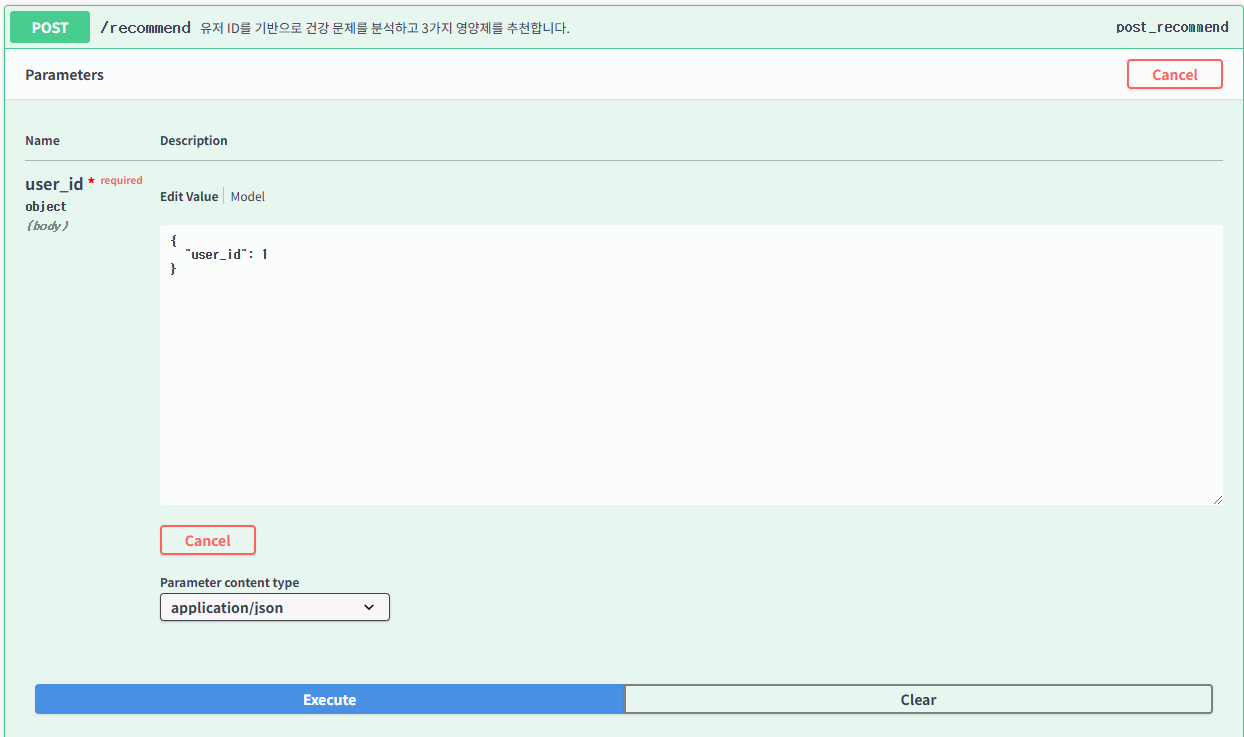 POST /recommend 유저 ID를 기반으로 건강 문제를 분석하고 3가지 영양제를 추천합니다. post_recommend
Parameters Cancel
Name Description
user_id * required
object
(body)
Edit Value Model
{
  "user_id": 1
}
Cancel
Parameter content type
application/json
Execute Clear